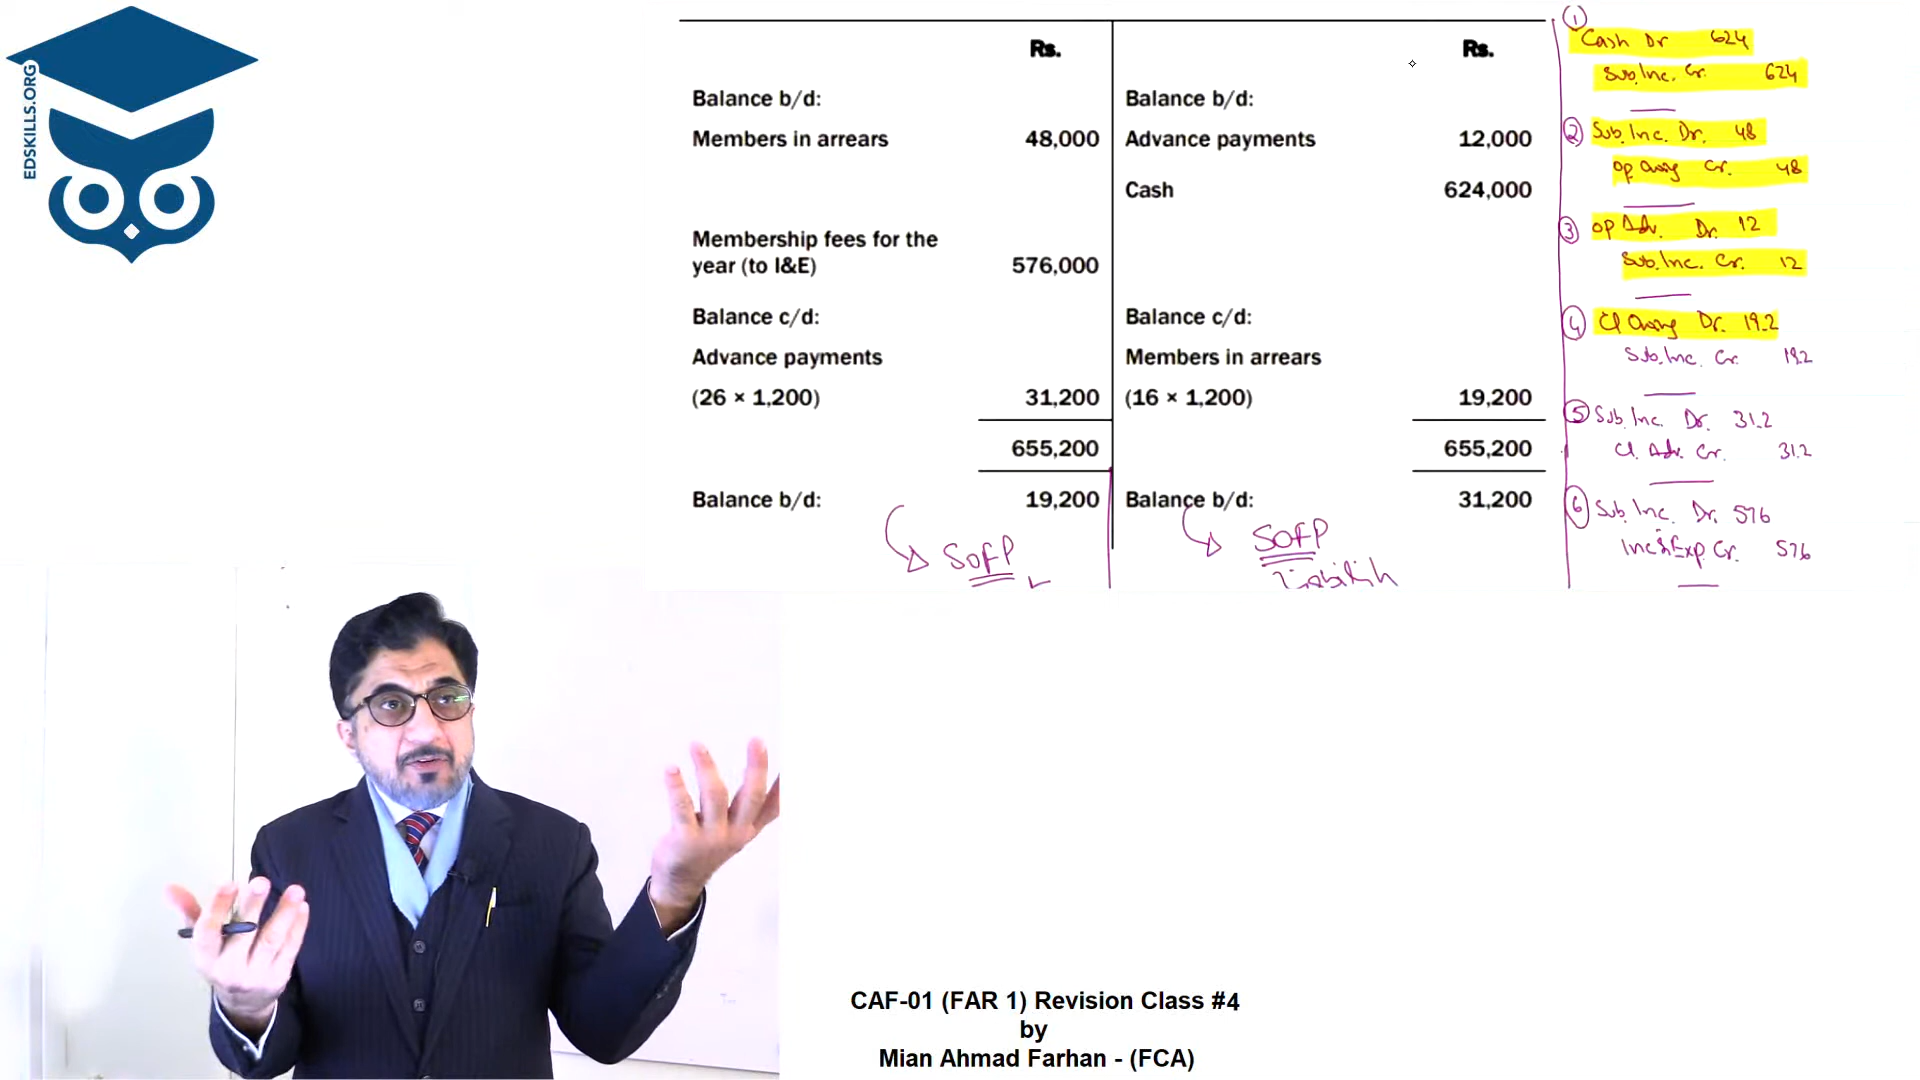 EDSKILLS.ORG
Rs. Rs.
Balance b/d: Balance b/d:
Members in arrears 48,000 Advance payments 12,000
Cash 624,000
Membership fees for the
year (to I&E) 576,000
Balance c/d: Balance c/d:
Advance payments Members in arrears
(26 × 1,200) 31,200 (16 × 1,200) 19,200
655,200 655,200
Balance b/d: 19,200 Balance b/d: 31,200
SOFP SOFP
1
Cash Dr 624
Sub. Inc. Cr. 624
2 Sub. Inc. Dr. 48
Op Owing Cr. 48
3 Op Adv. Dr. 12
Sub. Inc. Cr. 12
4 Cl Owing Dr. 19.2
Sub. Inc. Cr. 19.2
5 Sub. Inc. Dr. 31.2
Cl. Adv. Cr. 31.2
6 Sub. Inc. Dr. 576
Inc & Exp. Cr. 576
CAF-01 (FAR 1) Revision Class #4
by
Mian Ahmad Farhan - (FCA)